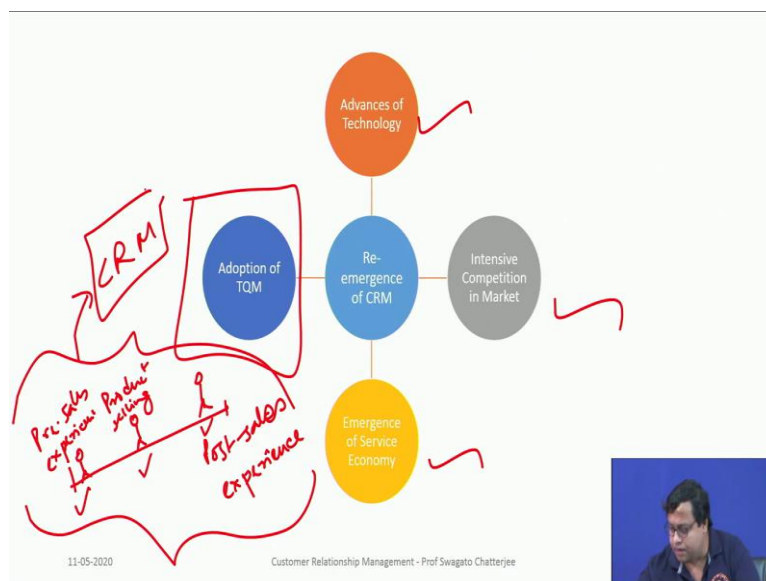 Advances of
Technology
CRM
Adoption of
TQM
Re-
emergence
of CRM
Intensive
Competition
in Market
Pre-sales
experience
Product
selling
Post-sales
experience
Emergence
of Service
Economy
11-05-2020
Customer Relationship Management - Prof Swagato Chatterjee